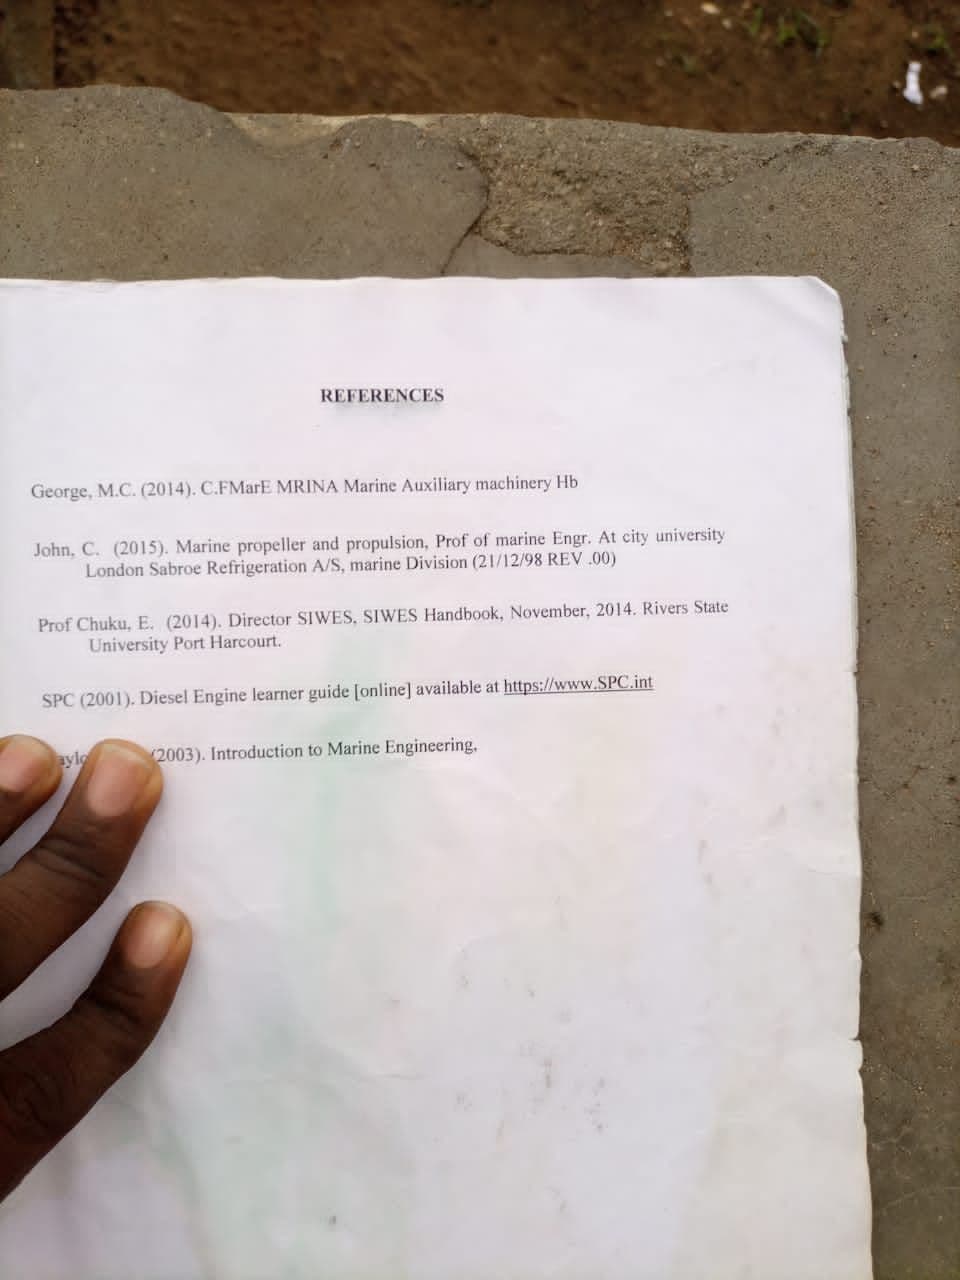 REFERENCES
George, M.C. (2014). C.FMarE MRINA Marine Auxiliary machinery Hb
John, C. (2015). Marine propeller and propulsion, Prof of marine Engr. At city university
London Sabroe Refrigeration A/S, marine Division (21/12/98 REV .00)
Prof Chuku, E. (2014). Director SIWES, SIWES Handbook, November, 2014. Rivers State
University Port Harcourt.
SPC (2001). Diesel Engine learner guide [online] available at https://www.SPC.int
(2003). Introduction to Marine Engineering,